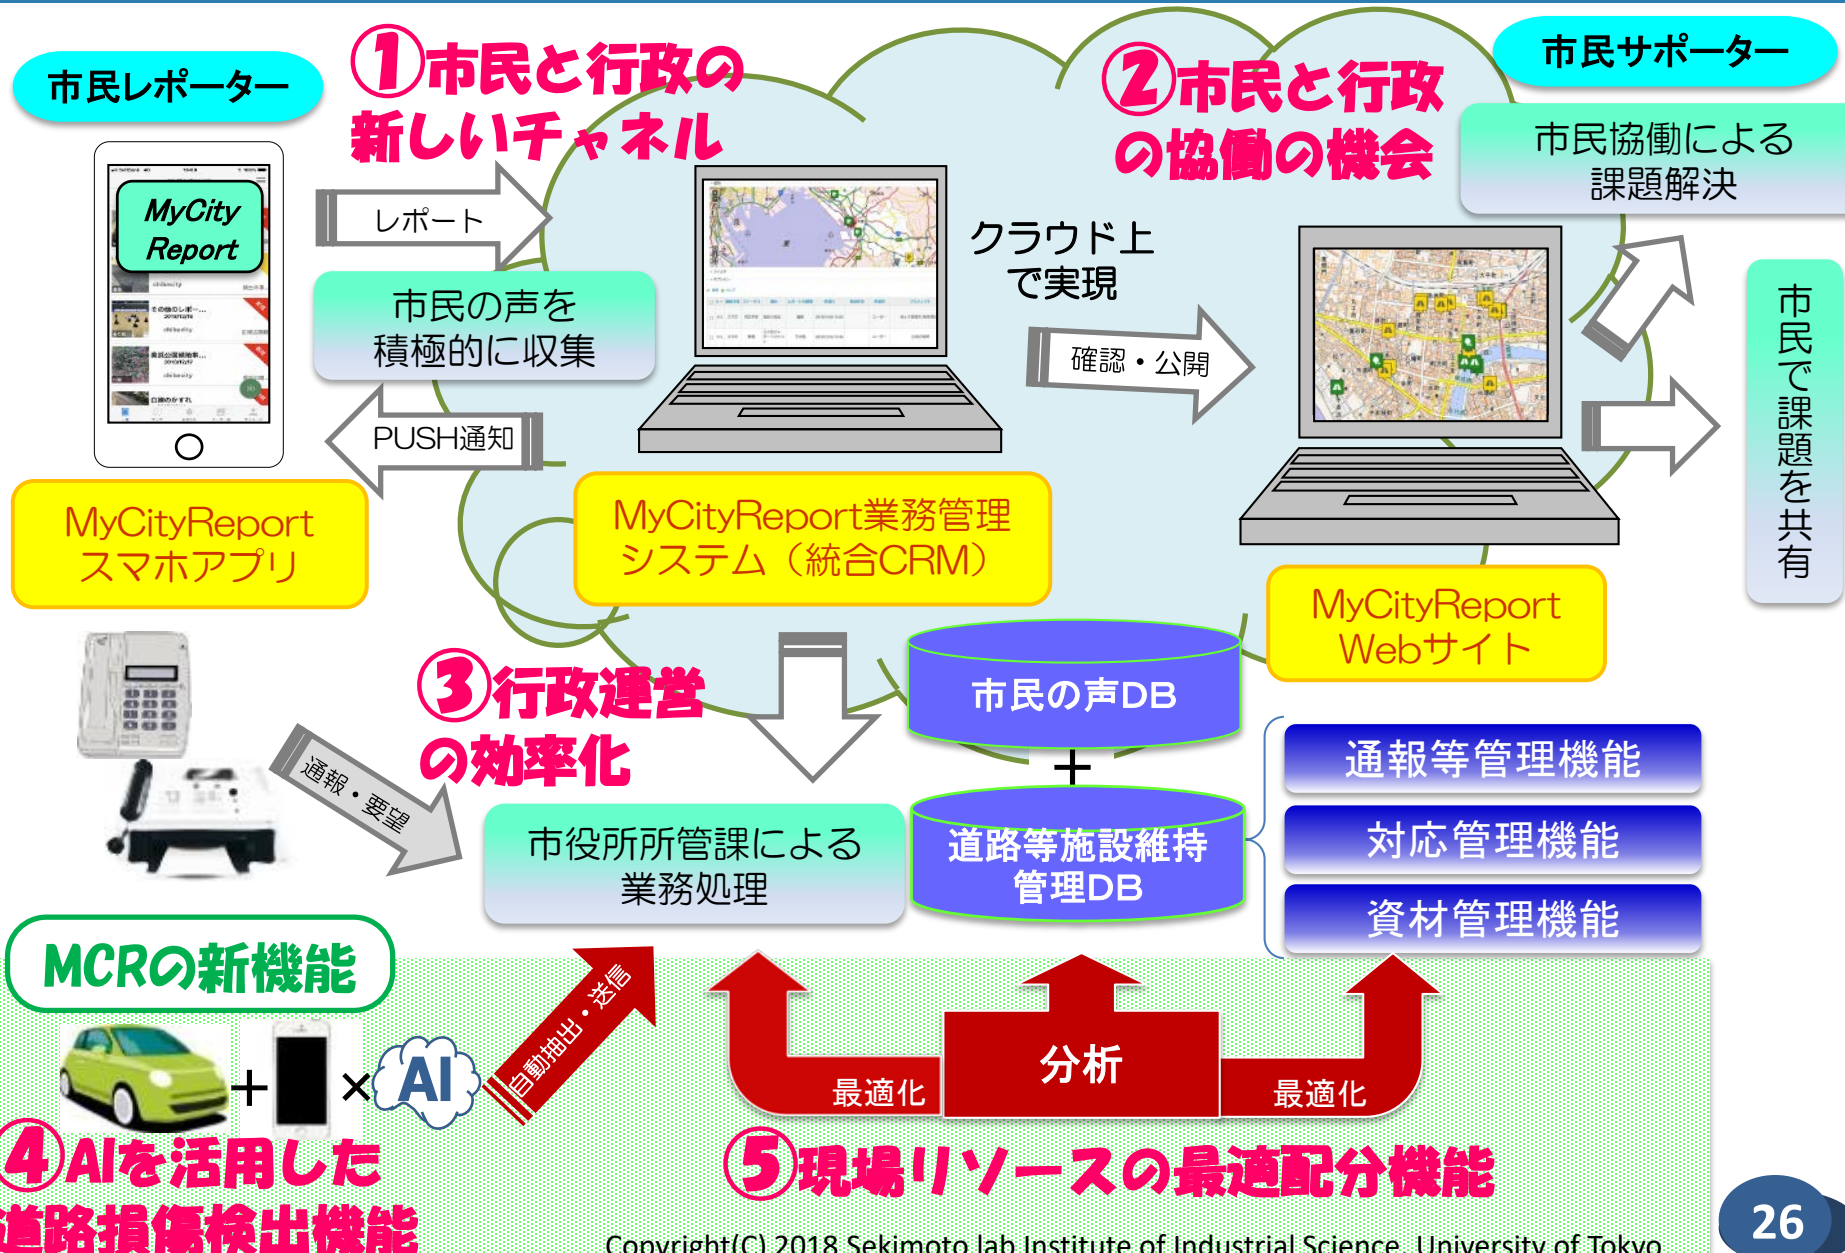 市民レポーター
①市民と行政の
新しいチャネル
②市民と行政
の協働の機会
市民サポーター
市民協働による
課題解決
MyCity
Report
レポート
市民の声を
積極的に収集
PUSH通知
クラウド上
で実現
確認・公開
市民で課題を共有
MyCityReport
スマホアプリ
MyCityReport業務管理
システム（統合CRM）
MyCityReport
Webサイト
③行政運営
の効率化
通報・要望
市役所所管課による
業務処理
市民の声DB
+
道路等施設維持
管理DB
通報等管理機能
対応管理機能
資材管理機能
MCRの新機能
+
×
AI
自動抽出・送信
最適化
分析
最適化
④AIを活用した
道路損傷検出機能
⑤現場リソースの最適配分機能
Copyright(C) 2018 Sekimoto lab Institute of Industrial Science, University of Tokyo
26